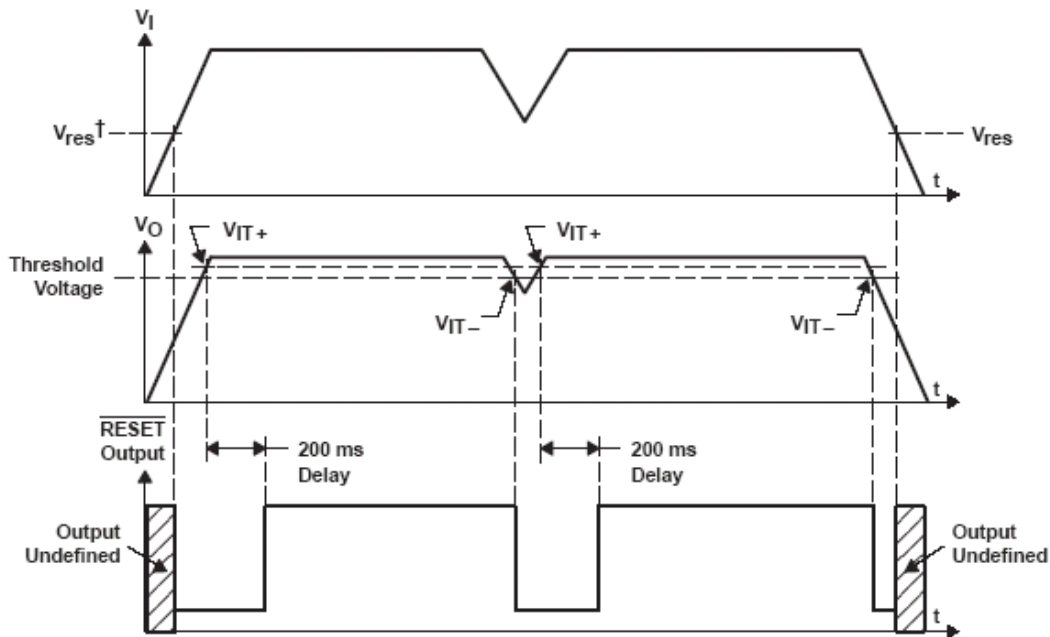 VI
Vres†
Vres
t
VO
VIT+
VIT+
Threshold
Voltage
VIT–
VIT–
t
RESET
Output
200 ms
Delay
200 ms
Delay
Output
Undefined
Output
Undefined
t